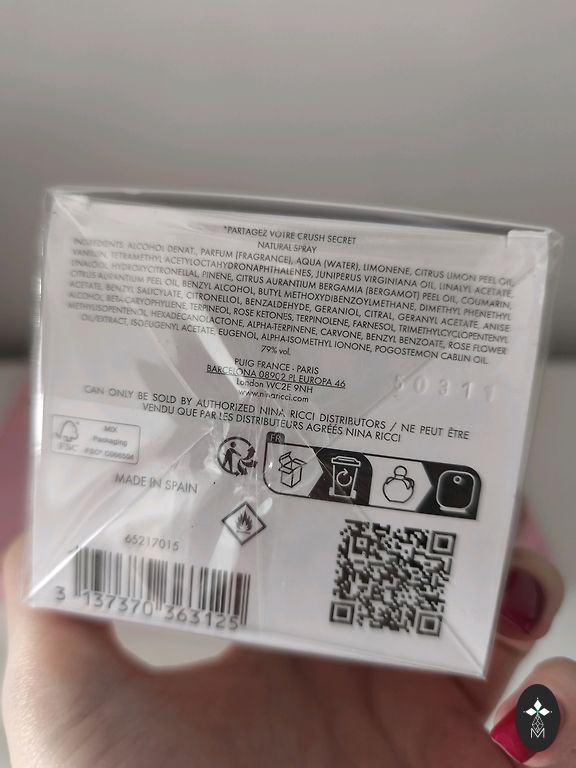 *PARTAGEZ VOTRE CRUSH SECRET
NATURAL SPRAY
INGREDIENTS: ALCOHOL DENAT., PARFUM (FRAGRANCE), AQUA (WATER), LIMONENE, CITRUS LIMON PEEL OIL,
VANILLIN, TETRAMETHYL ACETYLOCTAHYDRONAPHTHALENES, JUNIPERUS VIRGINIANA OIL, LINALYL ACETATE,
LINALOOL, HYDROXYCITRONELLAL, PINENE, CITRUS AURANTIUM BERGAMIA (BERGAMOT) PEEL OIL, COUMARIN,
CITRUS AURANTIUM PEEL OIL, BENZYL ALCOHOL, BUTYL METHOXYDIBENZOYLMETHANE, DIMETHYL PHENETHYL
ACETATE, BENZYL SALICYLATE, CITRONELLOL, BENZALDEHYDE, GERANIOL, CITRAL, GERANYL ACETATE, ANISE
ALCOHOL, BETA-CARYOPHYLLENE, TERPINEOL, ROSE KETONES, TERPINOLENE, FARNESOL, TRIMETHYLCYCLOPENTENYL
METHYLISOPENTENOL, HEXADECANOLACTONE, ALPHA-TERPINENE, CARVONE, BENZYL BENZOATE, ROSE FLOWER
OIL/EXTRACT, ISOEUGENYL ACETATE, EUGENOL, ALPHA-ISOMETHYL IONONE, POGOSTEMON CABLIN OIL.
79% vol.
PUIG FRANCE - PARIS
BARCELONA 08902 PL EUROPA 46
London WC2E 9NH
www.ninaricci.com
50311
CAN ONLY BE SOLD BY AUTHORIZED NINA RICCI DISTRIBUTORS / NE PEUT ÊTRE
VENDU QUE PAR LES DISTRIBUTEURS AGRÉÉS NINA RICCI
MIX
Packaging
FSC
FR
MADE IN SPAIN
65217015
3 137370 363125
M